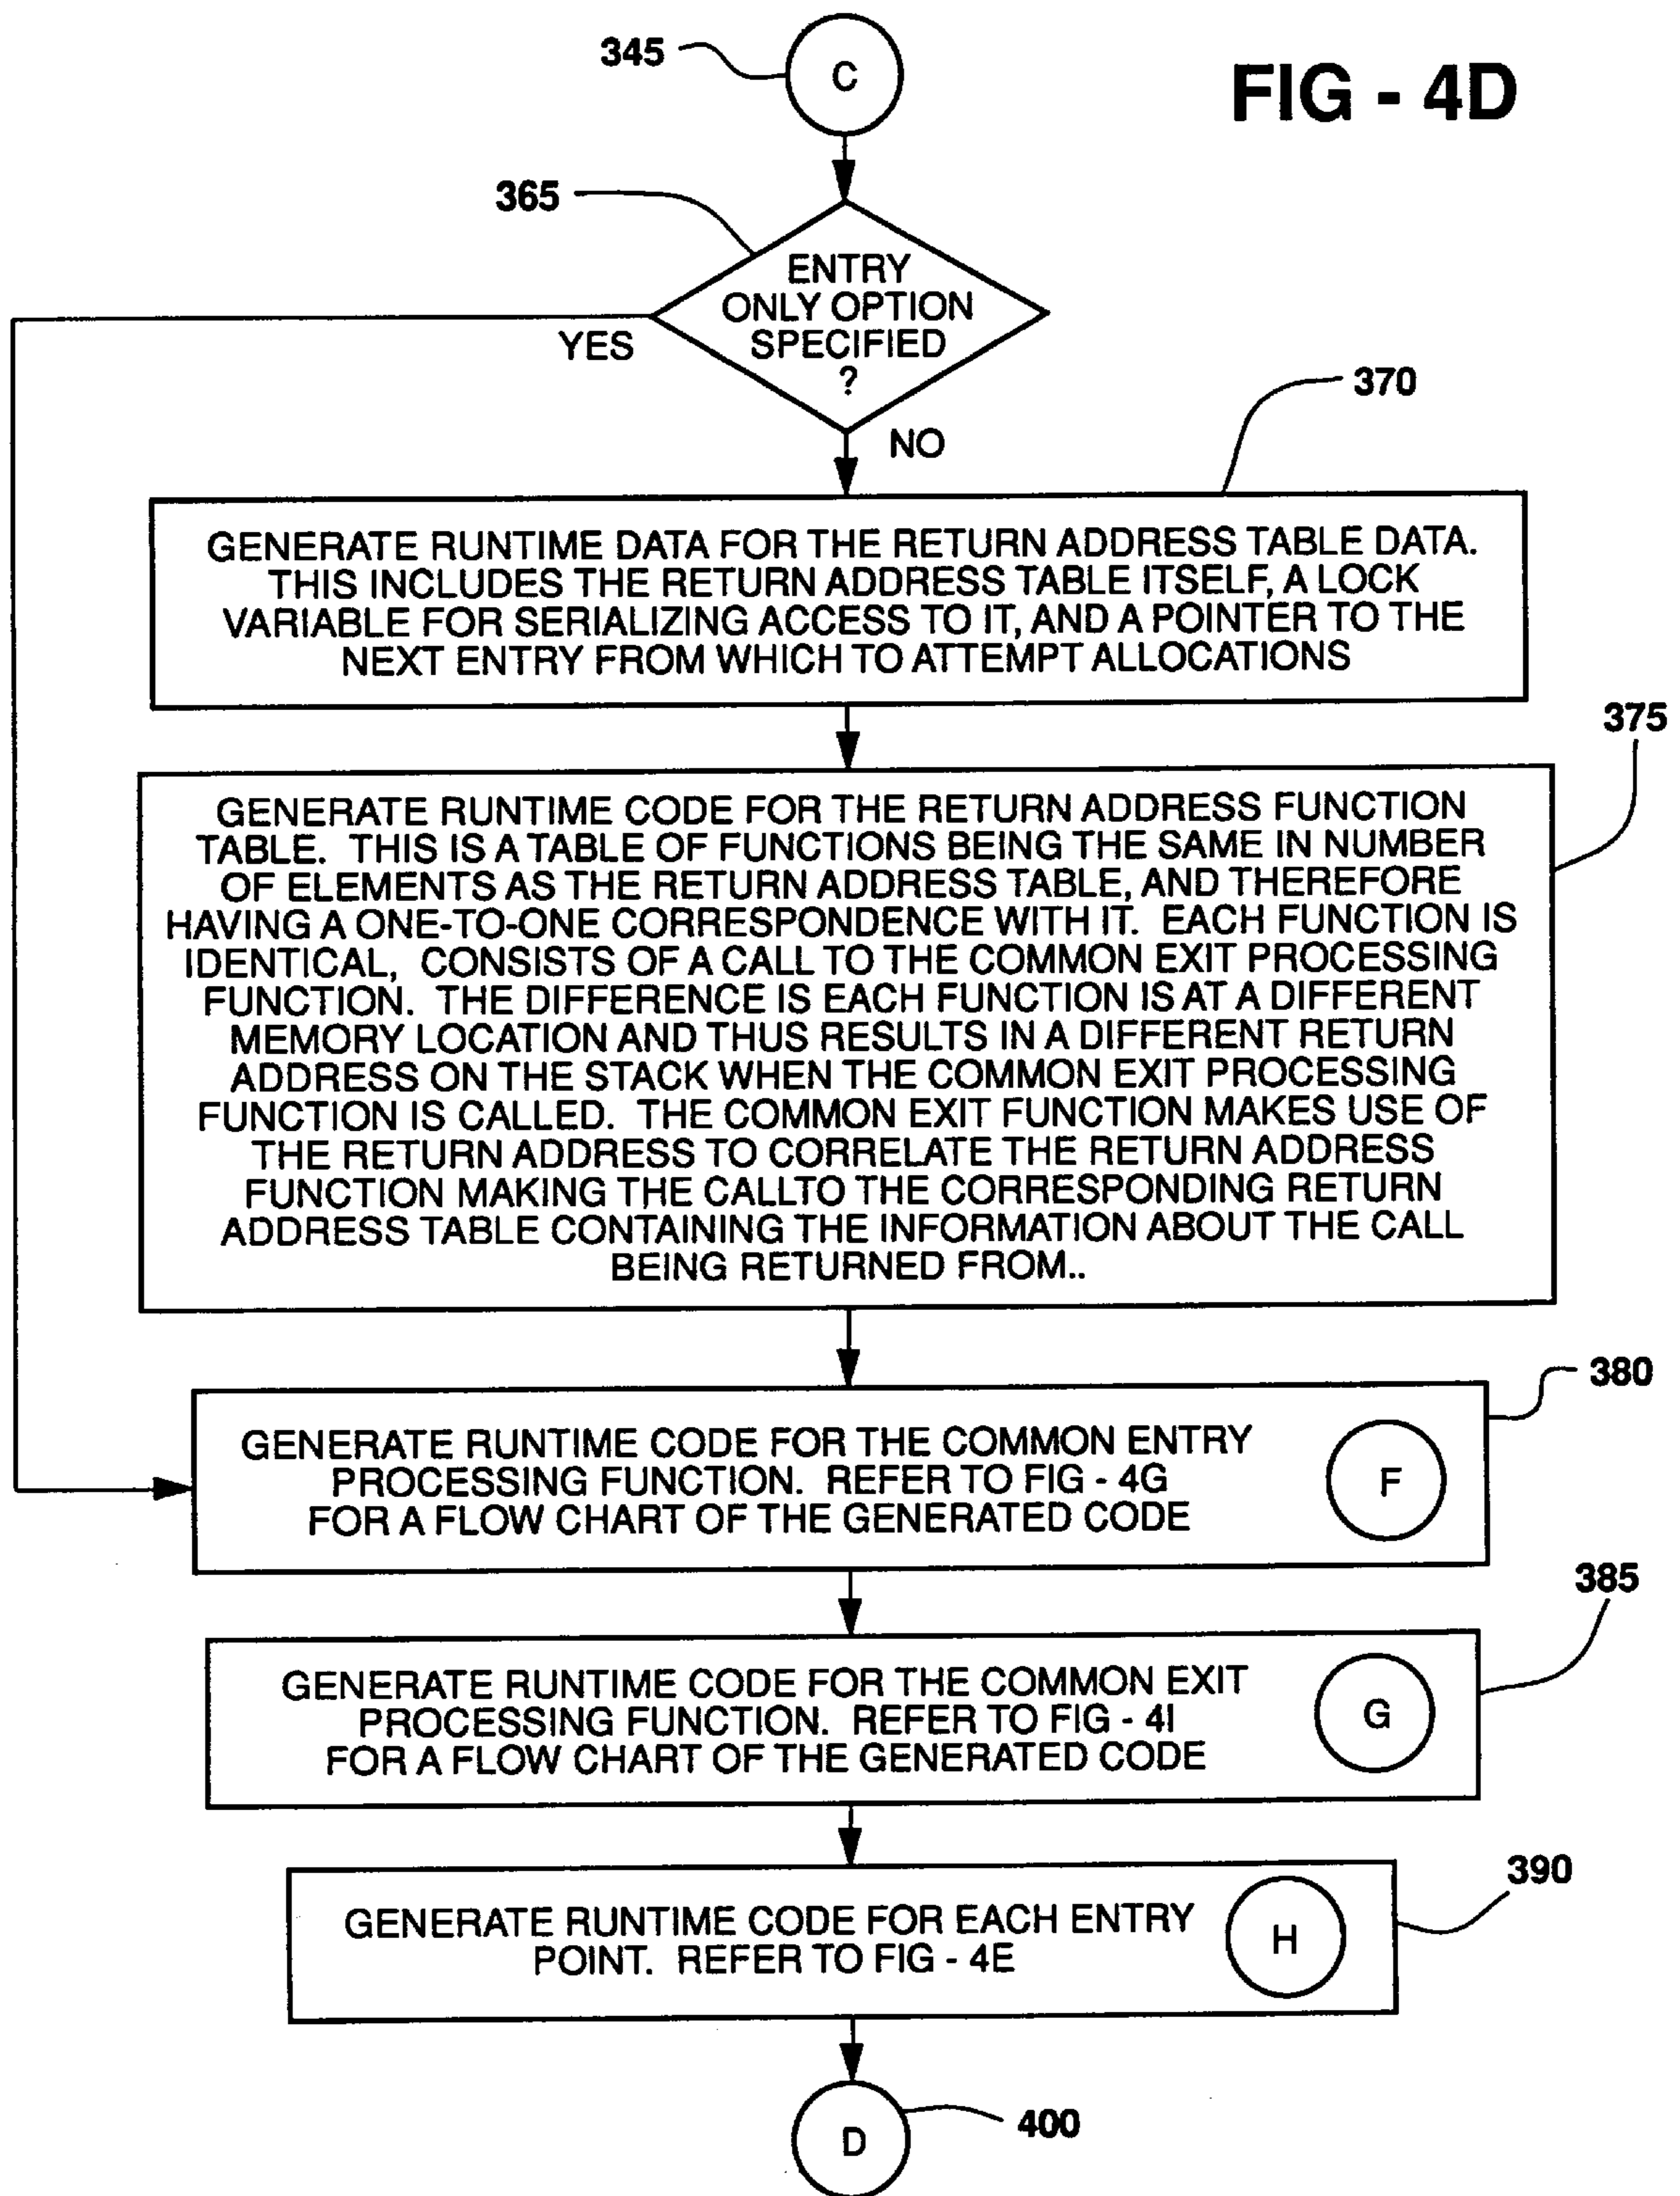 345
C
FIG - 4D
365
ENTRY
ONLY OPTION
SPECIFIED
?
YES
NO
370
GENERATE RUNTIME DATA FOR THE RETURN ADDRESS TABLE DATA.
THIS INCLUDES THE RETURN ADDRESS TABLE ITSELF, A LOCK
VARIABLE FOR SERIALIZING ACCESS TO IT, AND A POINTER TO THE
NEXT ENTRY FROM WHICH TO ATTEMPT ALLOCATIONS
375
GENERATE RUNTIME CODE FOR THE RETURN ADDRESS FUNCTION
TABLE. THIS IS A TABLE OF FUNCTIONS BEING THE SAME IN NUMBER
OF ELEMENTS AS THE RETURN ADDRESS TABLE, AND THEREFORE
HAVING A ONE-TO-ONE CORRESPONDENCE WITH IT. EACH FUNCTION IS
IDENTICAL, CONSISTS OF A CALL TO THE COMMON EXIT PROCESSING
FUNCTION. THE DIFFERENCE IS EACH FUNCTION IS AT A DIFFERENT
MEMORY LOCATION AND THUS RESULTS IN A DIFFERENT RETURN
ADDRESS ON THE STACK WHEN THE COMMON EXIT PROCESSING
FUNCTION IS CALLED. THE COMMON EXIT FUNCTION MAKES USE OF
THE RETURN ADDRESS TO CORRELATE THE RETURN ADDRESS
FUNCTION MAKING THE CALLTO THE CORRESPONDING RETURN
ADDRESS TABLE CONTAINING THE INFORMATION ABOUT THE CALL
BEING RETURNED FROM..
380
GENERATE RUNTIME CODE FOR THE COMMON ENTRY
PROCESSING FUNCTION. REFER TO FIG - 4G
FOR A FLOW CHART OF THE GENERATED CODE
F
385
GENERATE RUNTIME CODE FOR THE COMMON EXIT
PROCESSING FUNCTION. REFER TO FIG - 4I
FOR A FLOW CHART OF THE GENERATED CODE
G
390
GENERATE RUNTIME CODE FOR EACH ENTRY
POINT. REFER TO FIG - 4E
H
D
400